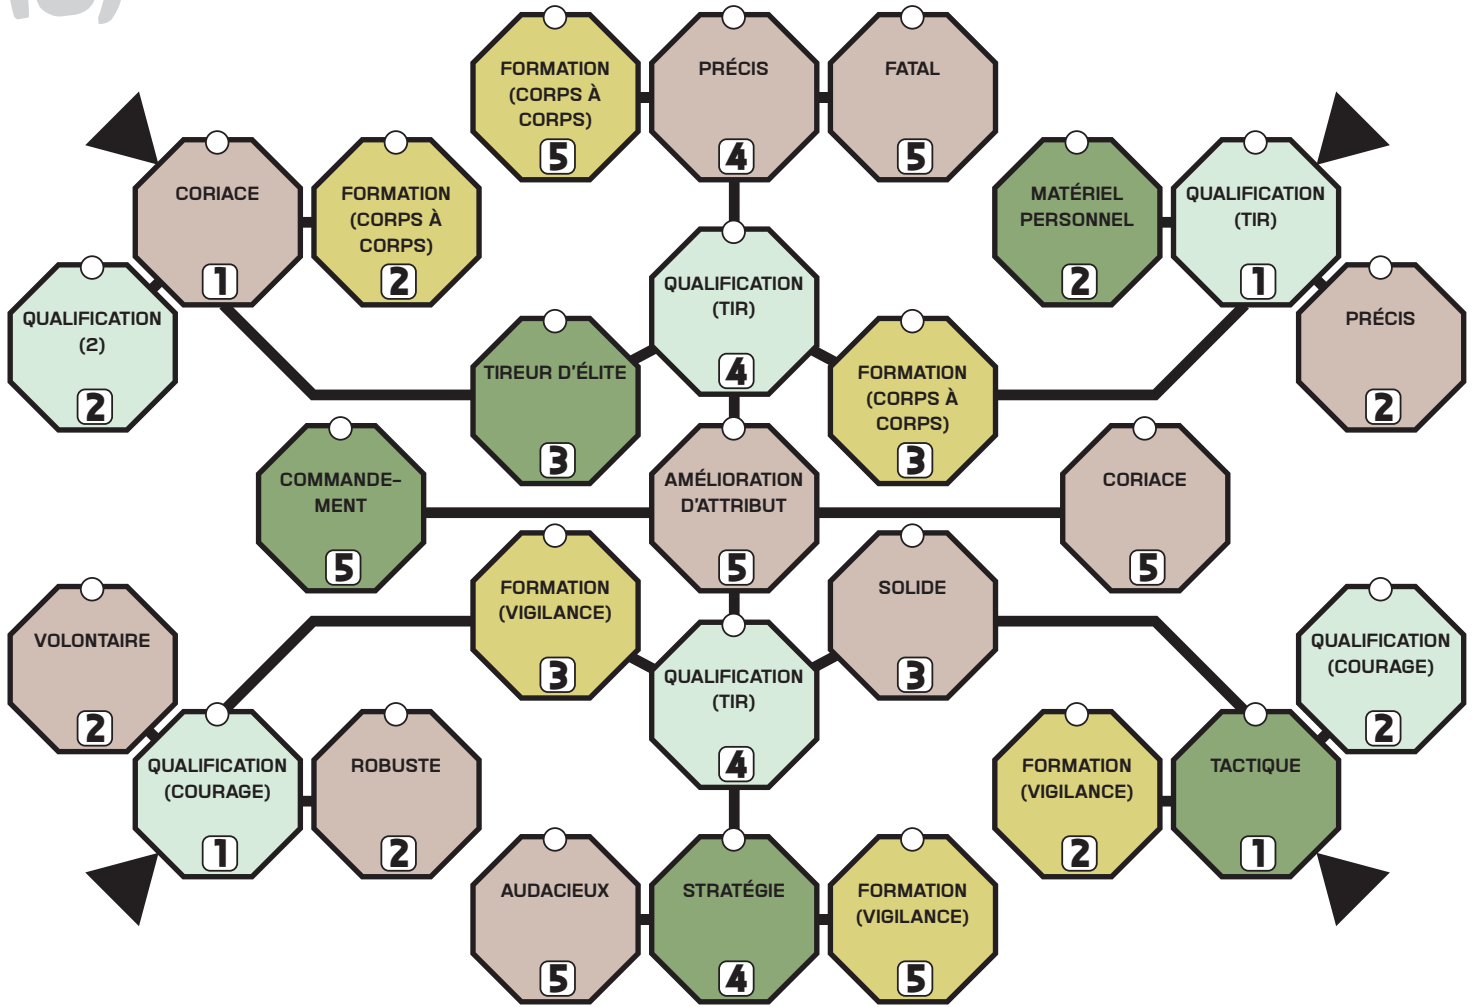 FORMATION
(CORPS À
CORPS)
5
PRÉCIS
4
FATAL
5
CORIACE
1
FORMATION
(CORPS À
CORPS)
2
MATÉRIEL
PERSONNEL
2
QUALIFICATION
(TIR)
1
QUALIFICATION
(2)
2
QUALIFICATION
(TIR)
4
PRÉCIS
2
TIREUR D'ÉLITE
3
FORMATION
(CORPS À
CORPS)
3
COMMANDE-
MENT
5
AMÉLIORATION
D'ATTRIBUT
5
CORIACE
5
FORMATION
(VIGILANCE)
3
SOLIDE
3
VOLONTAIRE
2
QUALIFICATION
(TIR)
4
QUALIFICATION
(COURAGE)
2
QUALIFICATION
(COURAGE)
1
ROBUSTE
2
FORMATION
(VIGILANCE)
2
TACTIQUE
1
AUDACIEUX
5
STRATÉGIE
4
FORMATION
(VIGILANCE)
5